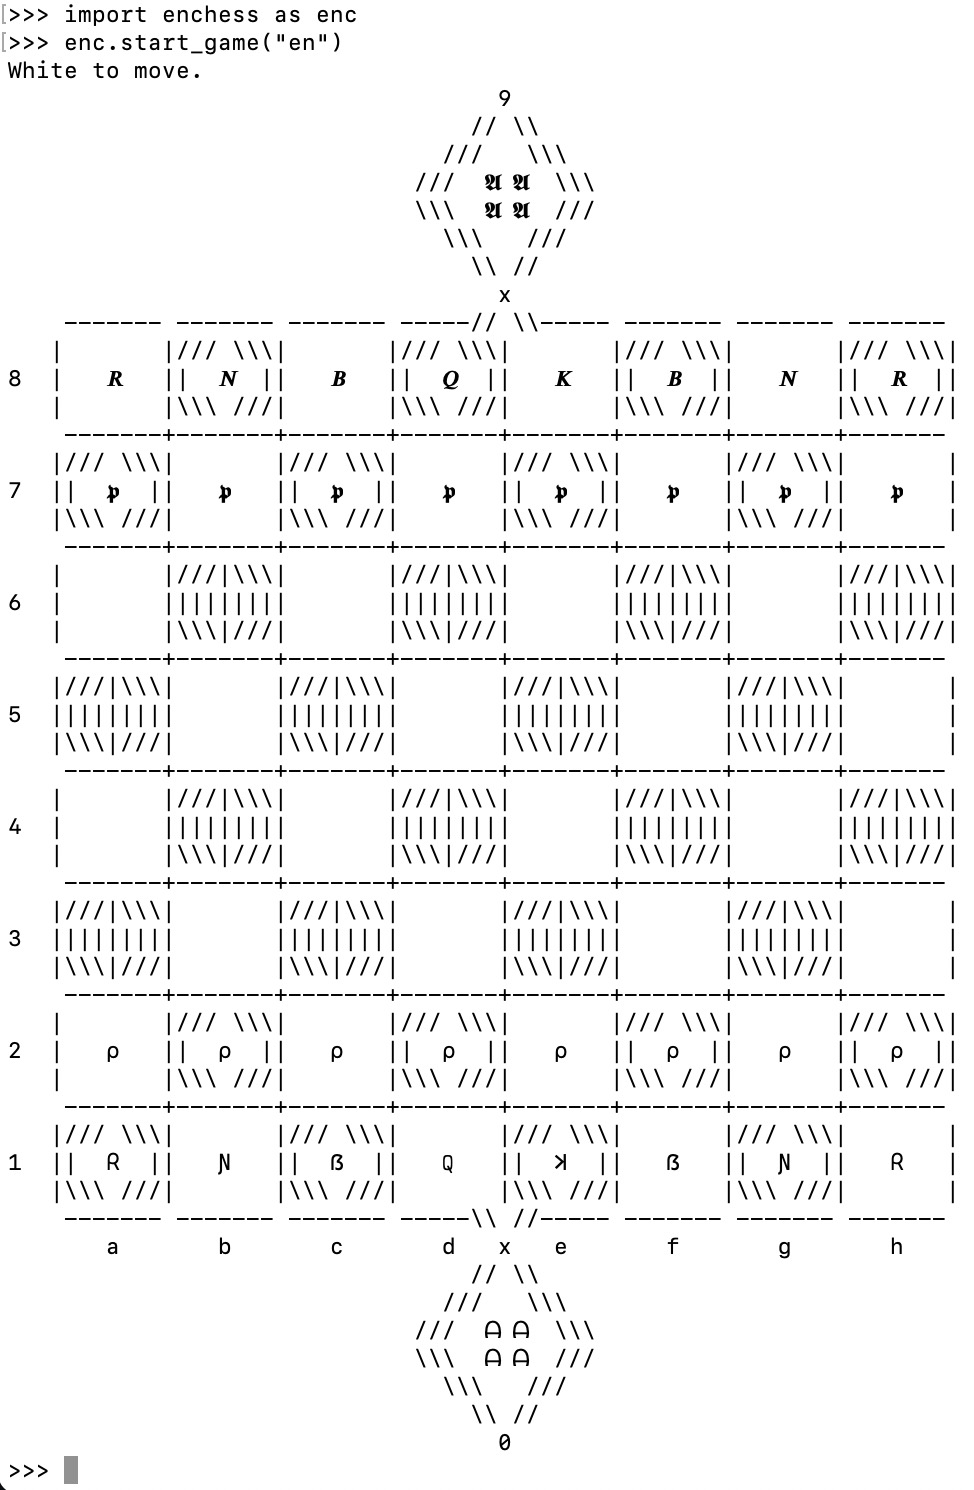 >>> import enchess as enc
>>> enc.start_game("en")
White to move.
                                   9
                                 // \\
                               ///   \\\
                             ///  𝕬 𝕬  \\\
                             \\\  𝕬 𝕬  ///
                               \\\   ///
                                 \\ //
                                   x
    ------- ------- ------- -----// \\----- ------- ------- -------
   |       |/// \\\|       |/// \\\|       |/// \\\|       |/// \\\|
8  |   𝑹   ||  𝑵  ||   𝑩   ||  𝑸  ||   𝑲   ||  𝑩  ||   𝑵   ||  𝑹  ||
   |       |\\\ ///|       |\\\ ///|       |\\\ ///|       |\\\ ///|
    -------+-------+-------+-------+-------+-------+-------+-------
   |/// \\\|       |/// \\\|       |/// \\\|       |/// \\\|       |
7  ||  𝖕  ||   𝖕   ||  𝖕  ||   𝖕   ||  𝖕  ||   𝖕   ||  𝖕  ||   𝖕   |
   |\\\ ///|       |\\\ ///|       |\\\ ///|       |\\\ ///|       |
    -------+-------+-------+-------+-------+-------+-------+-------
   |       |///|\\\|       |///|\\\|       |///|\\\|       |///|\\\|
6  |       |||||||||       |||||||||       |||||||||       |||||||||
   |       |\\\|///|       |\\\|///|       |\\\|///|       |\\\|///|
    -------+-------+-------+-------+-------+-------+-------+-------
   |///|\\\|       |///|\\\|       |///|\\\|       |///|\\\|       |
5  |||||||||       |||||||||       |||||||||       |||||||||       |
   |\\\|///|       |\\\|///|       |\\\|///|       |\\\|///|       |
    -------+-------+-------+-------+-------+-------+-------+-------
   |       |///|\\\|       |///|\\\|       |///|\\\|       |///|\\\|
4  |       |||||||||       |||||||||       |||||||||       |||||||||
   |       |\\\|///|       |\\\|///|       |\\\|///|       |\\\|///|
    -------+-------+-------+-------+-------+-------+-------+-------
   |///|\\\|       |///|\\\|       |///|\\\|       |///|\\\|       |
3  |||||||||       |||||||||       |||||||||       |||||||||       |
   |\\\|///|       |\\\|///|       |\\\|///|       |\\\|///|       |
    -------+-------+-------+-------+-------+-------+-------+-------
   |       |/// \\\|       |/// \\\|       |/// \\\|       |/// \\\|
2  |   ρ   ||  ρ  ||   ρ   ||  ρ  ||   ρ   ||  ρ  ||   ρ   ||  ρ  ||
   |       |\\\ ///|       |\\\ ///|       |\\\ ///|       |\\\ ///|
    -------+-------+-------+-------+-------+-------+-------+-------
   |/// \\\|       |/// \\\|       |/// \\\|       |/// \\\|       |
1  ||  Ꭱ  ||   Ɲ   ||  ẞ  ||   Q   ||  ꓘ  ||   ẞ   ||  Ɲ  ||   Ꭱ   |
   |\\\ ///|       |\\\ ///|       |\\\ ///|       |\\\ ///|       |
    ------- ------- ------- -----\\ //----- ------- ------- -------
       a       b       c       d   x   e       f       g       h
                                 // \\
                               ///   \\\
                             ///  ᗩ ᗩ  \\\
                             \\\  ᗩ ᗩ  ///
                               \\\   ///
                                 \\ //
                                   0
>>>